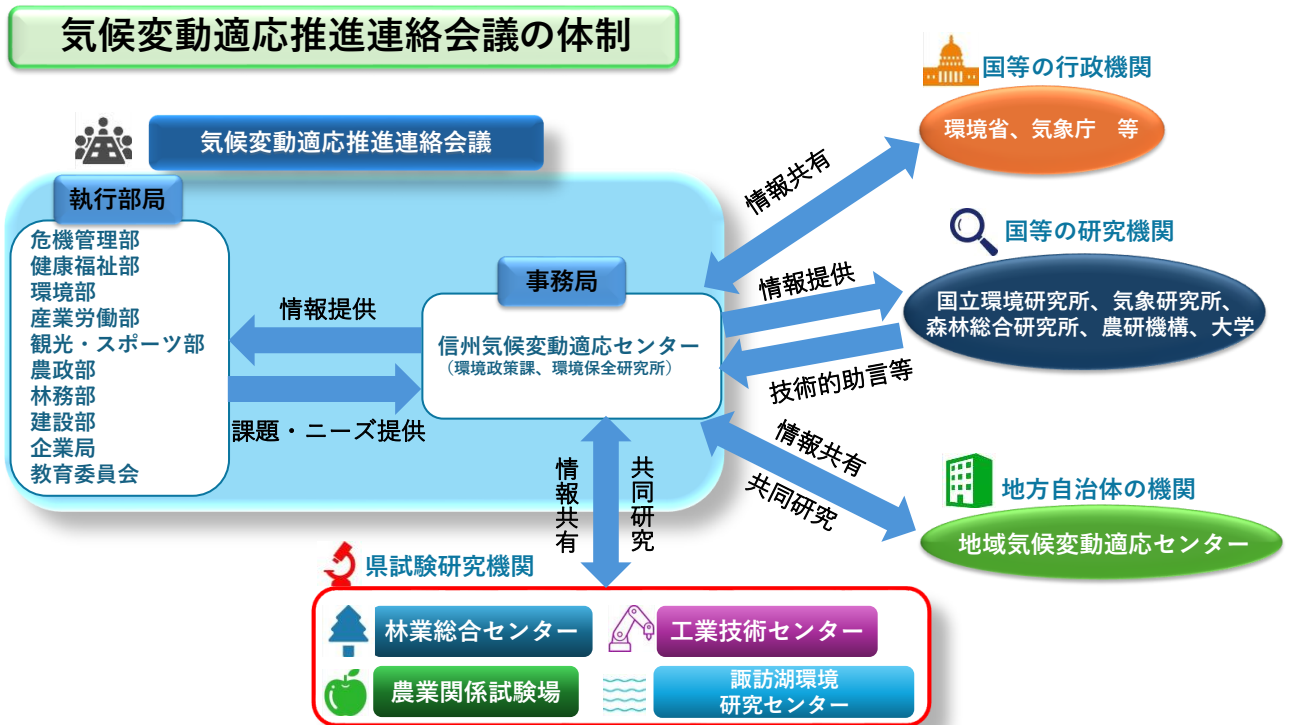 気候変動適応推進連絡会議の体制
気候変動適応推進連絡会議
執行部局
危機管理部
健康福祉部
環境部
産業労働部
観光・スポーツ部
農政部
林務部
建設部
企業局
教育委員会
情報提供
課題・ニーズ提供
事務局
信州気候変動適応センター
（環境政策課、環境保全研究所）
情報共有
国等の行政機関
環境省、気象庁　等
情報提供
技術的助言等
国等の研究機関
国立環境研究所、気象研究所、
森林総合研究所、農研機構、大学
情報共有
共同研究
地方自治体の機関
地域気候変動適応センター
情報共有
共同研究
県試験研究機関
林業総合センター
工業技術センター
農業関係試験場
諏訪湖環境
研究センター